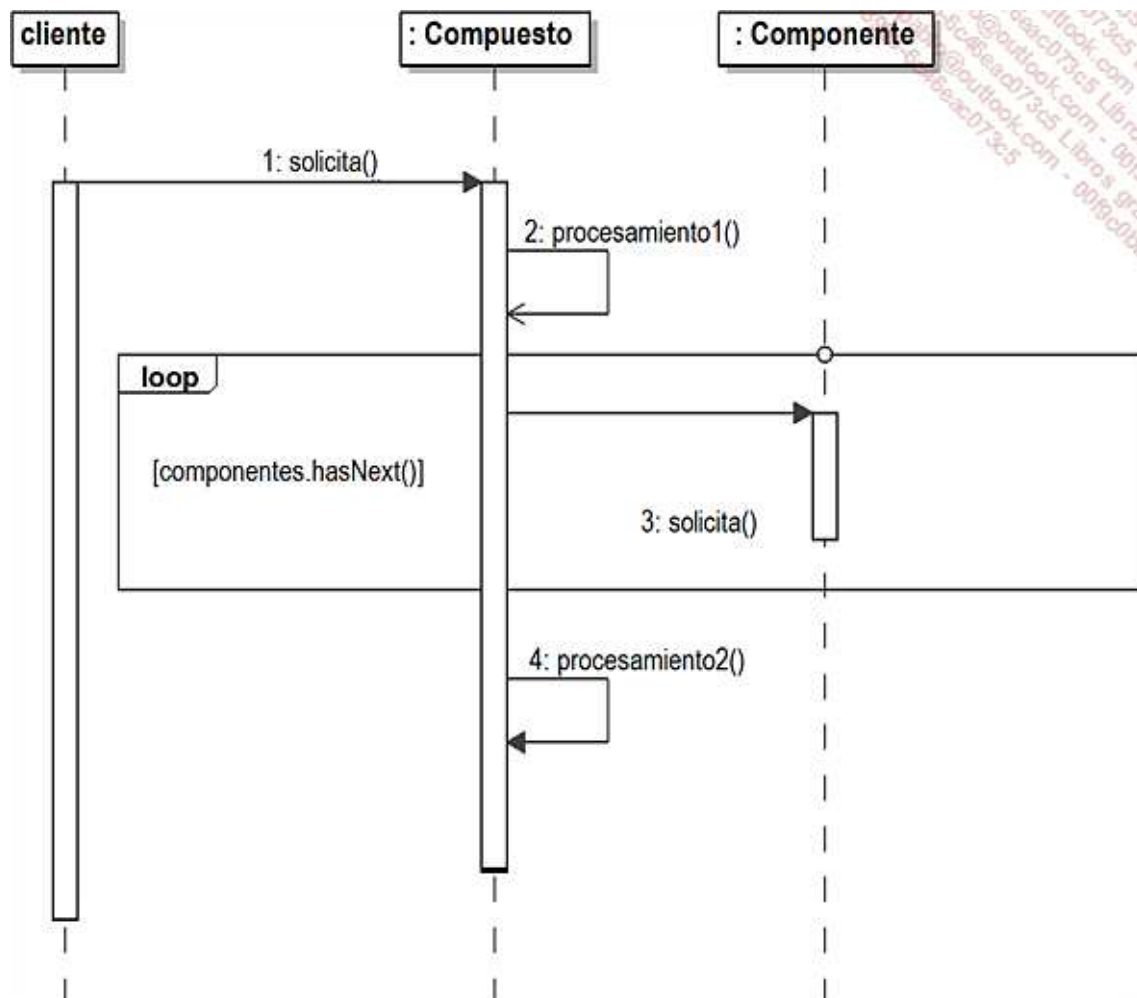 cliente
: Compuesto
: Componente
1: solicita()
2: procesamiento1()
loop
[componentes.hasNext()]
3: solicita()
4: procesamiento2()